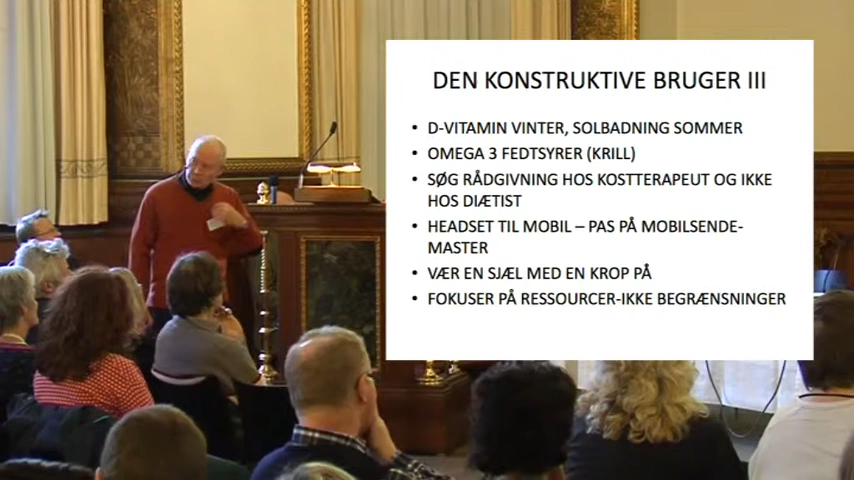 DEN KONSTRUKTIVE BRUGER III
• D-VITAMIN VINTER, SOLBADNING SOMMER
• OMEGA 3 FEDTSYRER (KRILL)
• SØG RÅDGIVNING HOS KOSTTERAPEUT OG IKKE
HOS DIÆTIST
• HEADSET TIL MOBIL – PAS PÅ MOBILSENDE-
MASTER
• VÆR EN SJÆL MED EN KROP PÅ
• FOKUSER PÅ RESSOURCER-IKKE BEGRÆNSNINGER